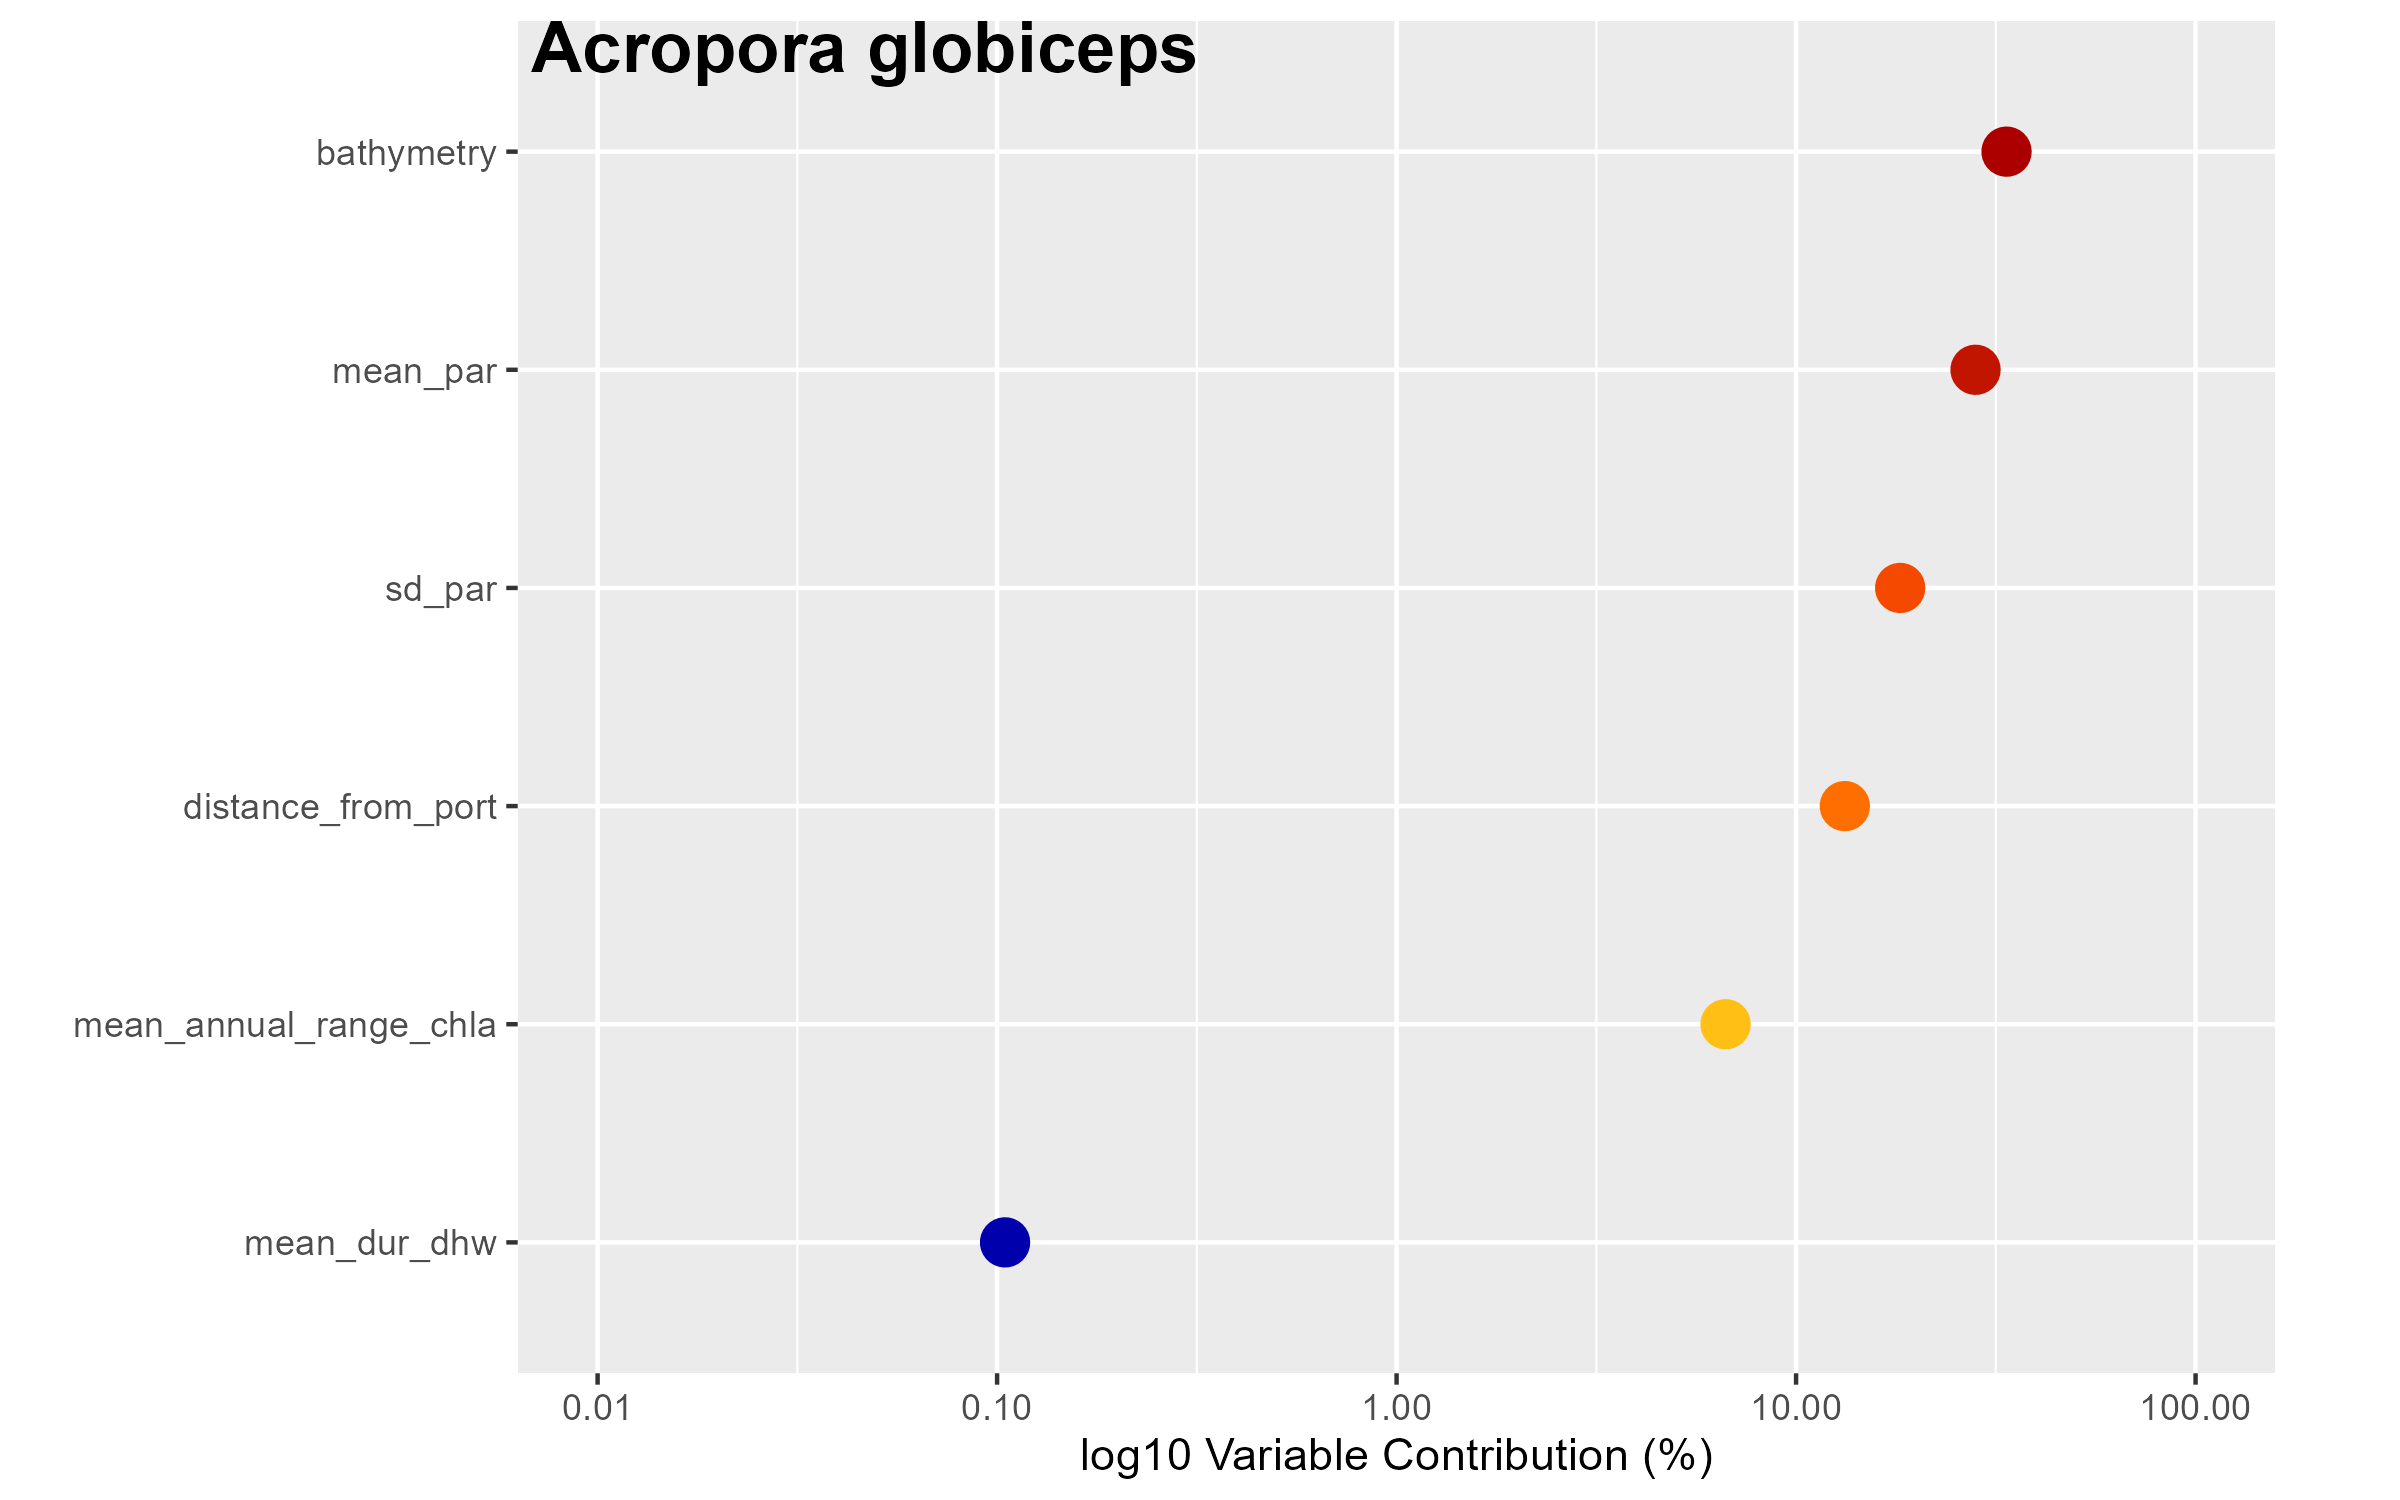 Acropora globiceps
bathymetry
mean_par
sd_par
distance_from_port
mean_annual_range_chla
mean_dur_dhw
0.01 0.10 1.00 10.00 100.00
log10 Variable Contribution (%)